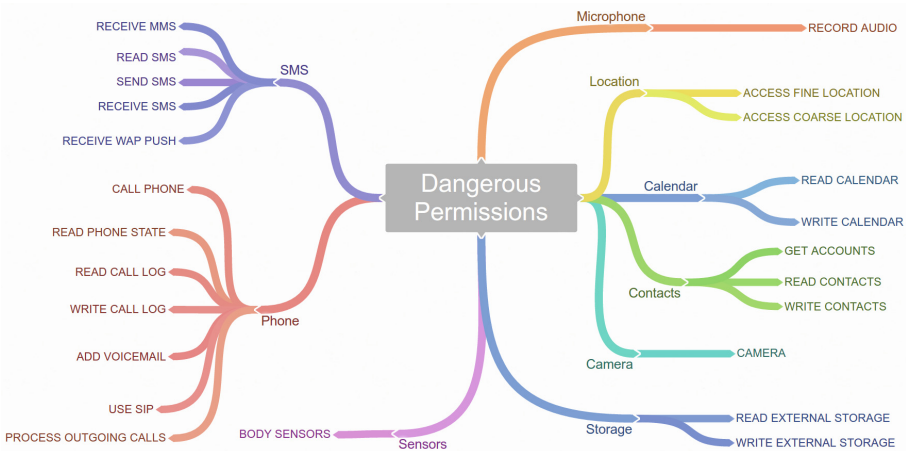 Dangerous
Permissions
SMS
RECEIVE MMS
READ SMS
SEND SMS
RECEIVE SMS
RECEIVE WAP PUSH
Phone
CALL PHONE
READ PHONE STATE
READ CALL LOG
WRITE CALL LOG
ADD VOICEMAIL
USE SIP
PROCESS OUTGOING CALLS
Sensors
BODY SENSORS
Microphone
RECORD AUDIO
Location
ACCESS FINE LOCATION
ACCESS COARSE LOCATION
Calendar
READ CALENDAR
WRITE CALENDAR
Contacts
GET ACCOUNTS
READ CONTACTS
WRITE CONTACTS
Camera
CAMERA
Storage
READ EXTERNAL STORAGE
WRITE EXTERNAL STORAGE